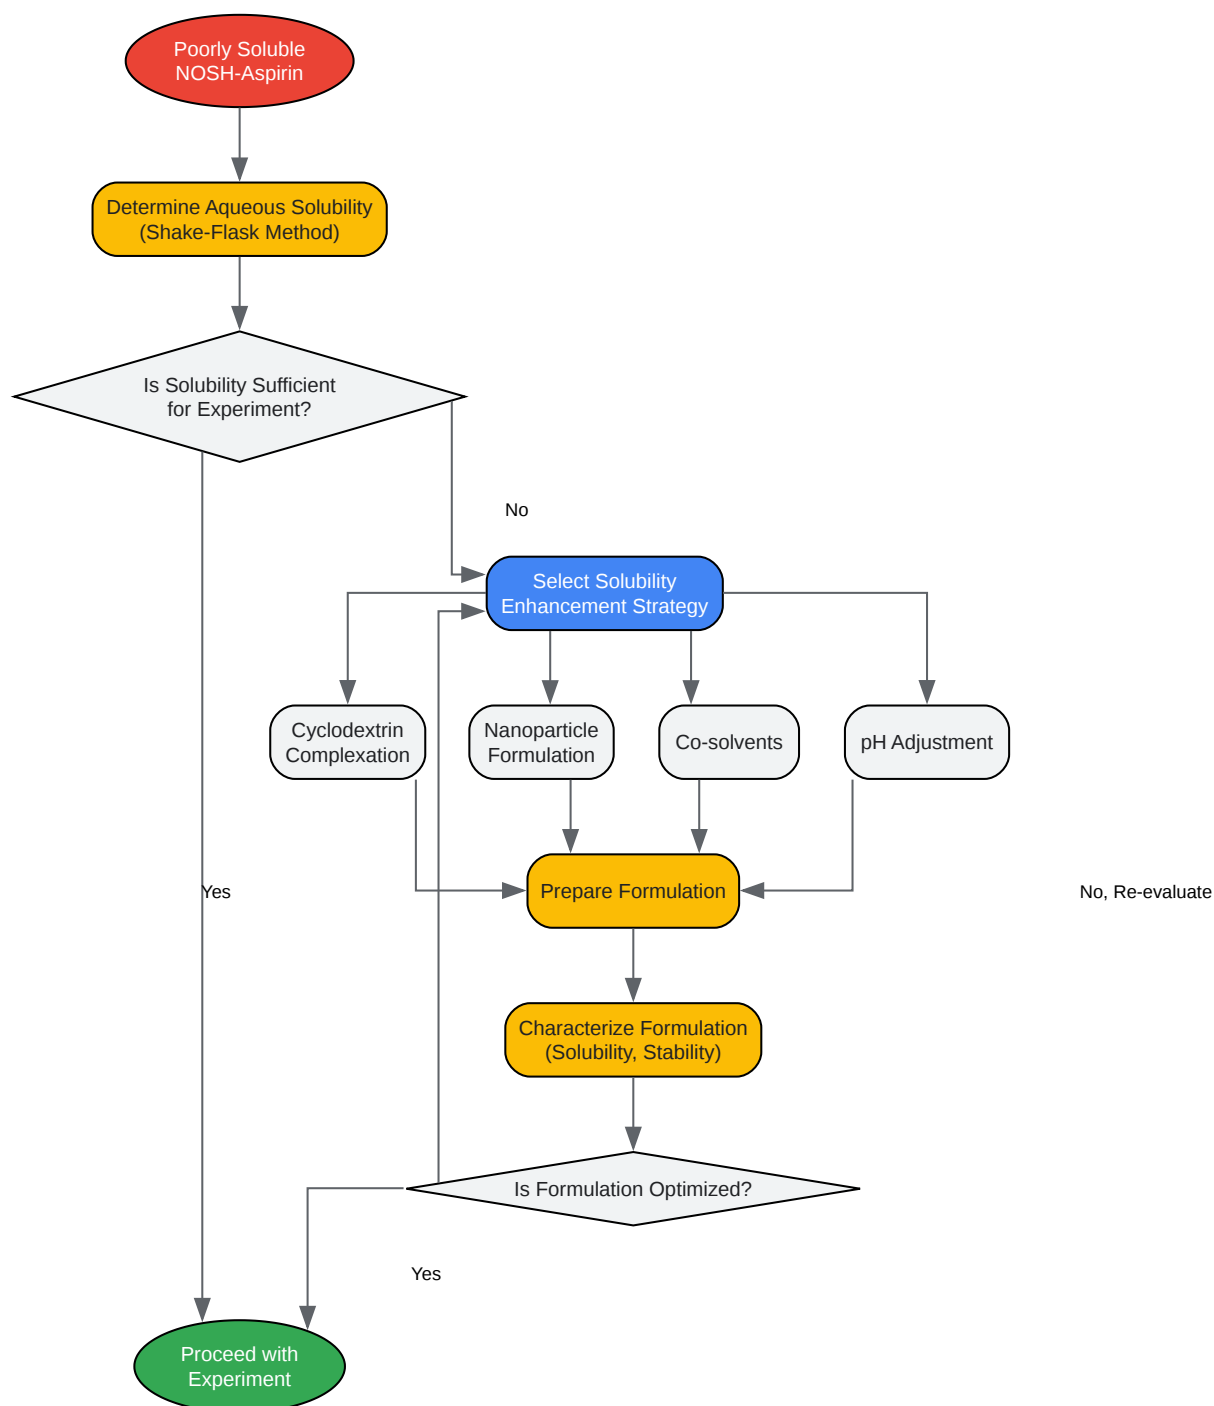 Poorly Soluble
NOSH-Aspirin
Determine Aqueous Solubility
(Shake-Flask Method)
Is Solubility Sufficient
for Experiment?
No
Select Solubility
Enhancement Strategy
Cyclodextrin
Complexation
Nanoparticle
Formulation
Co-solvents
pH Adjustment
Yes
Prepare Formulation
No, Re-evaluate
Characterize Formulation
(Solubility, Stability)
Is Formulation Optimized?
Yes
Proceed with
Experiment